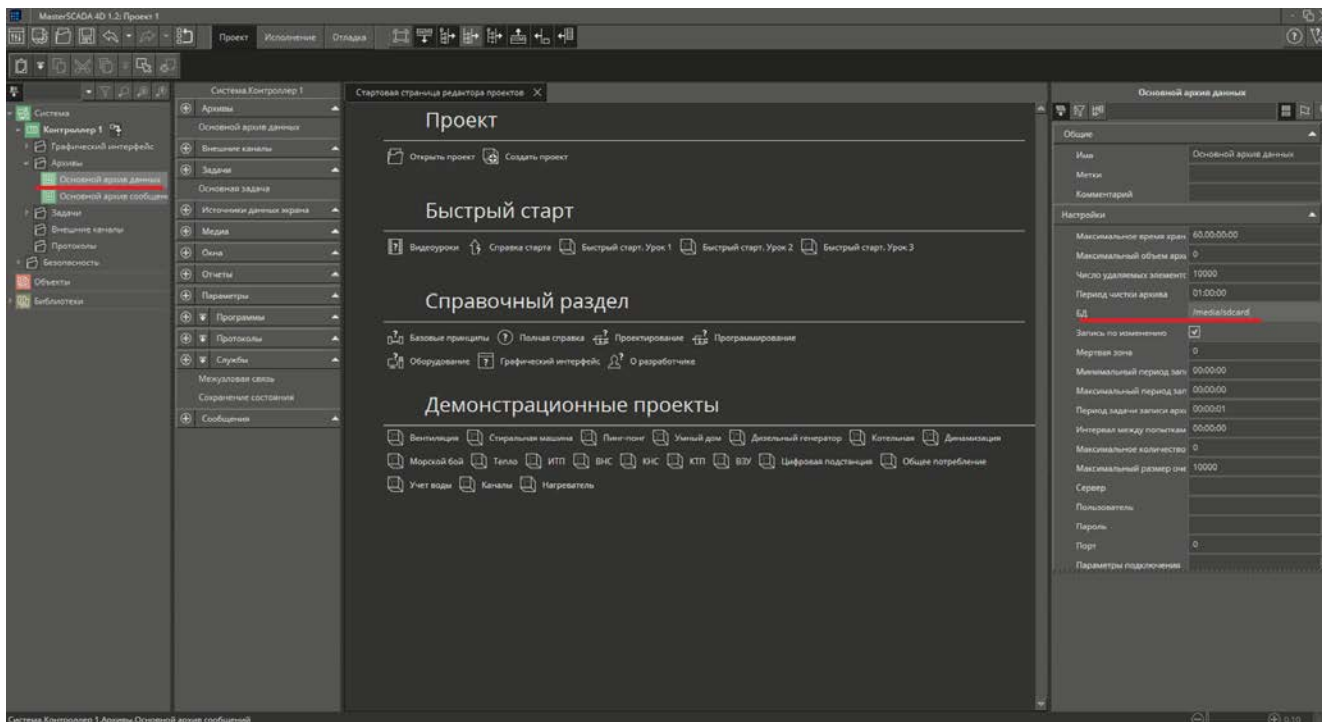 MasterSCADA 4D 1.2: Проект 1
Проект Исполнение Отладка
Система
Контроллер 1
Графический интерфейс
Архивы
Основной архив данных
Основной архив сообщен
Задачи
Внешние каналы
Протоколы
Безопасность
Объекты
Библиотеки
Система.Контроллер 1
Архивы
Основной архив данных
Внешние каналы
Задачи
Основная задача
Источники данных экрана
Медиа
Окна
Отчеты
Параметры
Программы
Протоколы
Службы
Межузловая связь
Сохранение состояния
Сообщения
Стартовая страница редактора проектов X
Проект
Открыть проект Создать проект
Быстрый старт
Видеоуроки Справка старта Быстрый старт. Урок 1 Быстрый старт. Урок 2 Быстрый старт. Урок 3
Справочный раздел
Базовые принципы Полная справка Проектирование Программирование
Оборудование Графический интерфейс О разработчике
Демонстрационные проекты
Вентиляция Стиральная машина Пинг-понг Умный дом Дизельный генератор Котельная Динамизация
Морской бой Тепло ИТП ВНС КНС КТП ВЗУ Цифровая подстанция Общее потребление
Учет воды Каналы Нагреватель
Основной архив данных
Общие
Имя Основной архив данных
Метки
Комментарий
Настройки
Максимальное время хран 60.00:00:00
Максимальный объем архи 0
Число удаляемых элементс 10000
Период чистки архива 01:00:00
БД /media/sdcard
Запись по изменению
Мертвая зона 0
Минимальный период запи 00:00:00
Максимальный период зап 00:00:00
Период задачи записи архи 00:00:01
Интервал между попыткам 00:00:00
Максимальное количество 0
Максимальный размер оче 10000
Сервер
Пользователь
Пароль
Порт 0
Параметры подключения
Система.Контроллер 1.Архивы.Основной архив сообщений
0.10